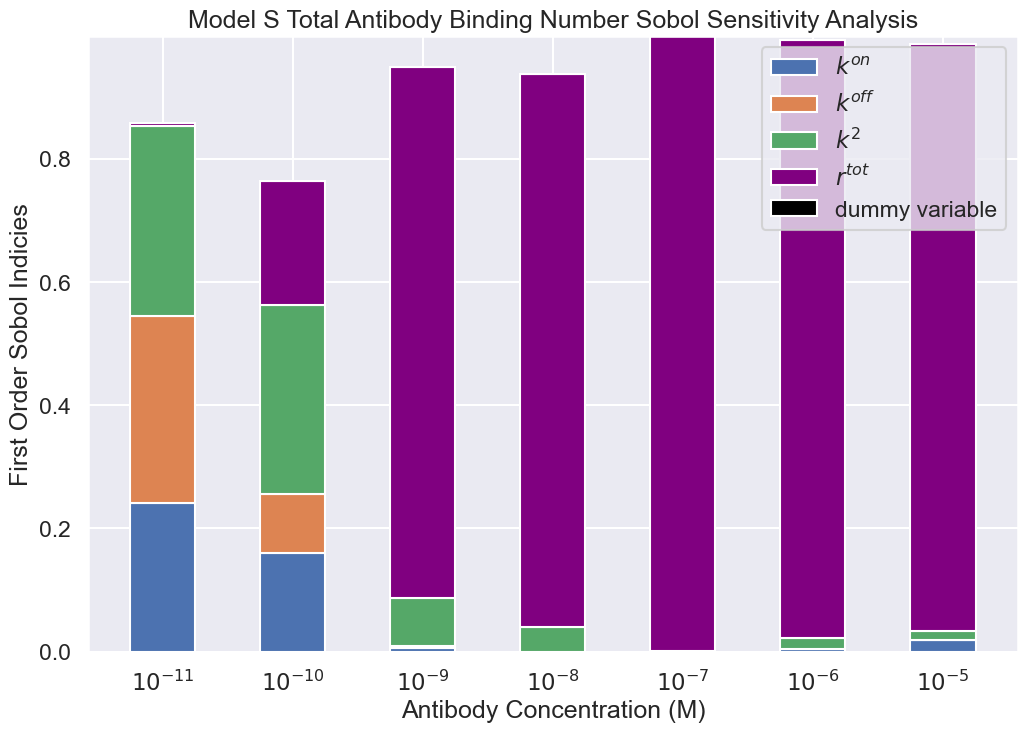 Model S Total Antibody Binding Number Sobol Sensitivity Analysis
First Order Sobol Indicies
0.8
0.6
0.4
0.2
0.0
k^{on}
k^{off}
k^{2}
r^{tot}
dummy variable
10^{-11} 10^{-10} 10^{-9} 10^{-8} 10^{-7} 10^{-6} 10^{-5}
Antibody Concentration (M)